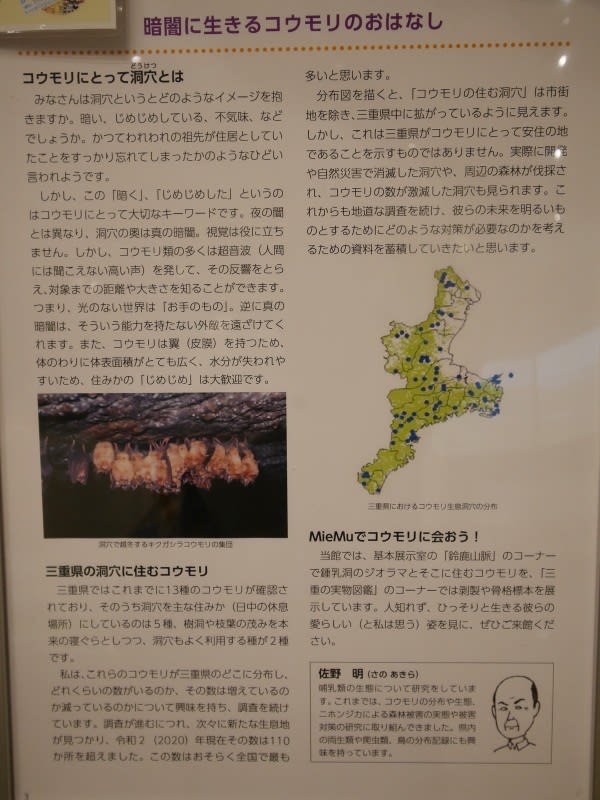 暗闇に生きるコウモリのおはなし
コウモリにとって洞穴とは
どうけつ
みなさんは洞穴というとどのようなイメージを抱
きますか。暗い、じめじめしている、不気味、など
でしょうか。かつてわれわれの祖先が住居としてい
たことをすっかり忘れてしまったかのようなひどい
言われようです。
しかし、この「暗く」、「じめじめした」というの
はコウモリにとって大切なキーワードです。夜の闇
とは異なり、洞穴の奥は真の暗闇です。視覚は役に立ち
ません。しかし、コウモリ類の多くは超音波（人間
には聞こえない高い声）を発して、その反響をとら
え、対象までの距離や大きさを知ることができます。
つまり、光のない世界は「お手のもの」。逆に真の
暗闇は、そういう能力を持たない外敵を遠ざけてく
れます。また、コウモリは翼（皮膜）を持つため、
体のわりに体表面積がとても広く、水分が失われや
すいため、住みかの「じめじめ」は大歓迎です。
洞穴で越冬するキクガシラコウモリの集団
三重県の洞穴に住むコウモリ
三重県ではこれまでに13種のコウモリが確認さ
れており、そのうち洞穴を主な住みか（日中の休息
場所）にしているのは５種、樹洞や枝葉の茂みを本
来の寝ぐらとしつつ、洞穴もよく利用する種が２種
です。
私は、これらのコウモリが三重県のどこに分布し、
どれくらいの数がいるのか、その数は増えているの
か減っているのかについて興味を持ち、調査を続け
ています。調査が進むにつれ、次々に新たな生息地
が見つかり、令和２（2020）年現在その数は110
か所を超えました。この数はおそらく全国で最も
多いと思います。
分布図を描くと、「コウモリの住む洞穴」は市街
地を除き、三重県中に拡がっているように見えます。
しかし、これは三重県がコウモリにとって安住の地
であることを示すものではありません。実際に開発
や自然災害で消滅した洞穴や、周辺の森林が伐採さ
れ、コウモリの数が激減した洞穴も見られます。こ
れからも地道な調査を続け、彼らの未来を明るいも
のとするためにどのような対策が必要なのかを考え
るための資料を蓄積していきたいと思います。
三重県におけるコウモリ生息洞穴の分布
MieMuでコウモリに会おう！
当館では、基本展示室の「鈴鹿山脈」のコーナー
で鍾乳洞のジオラマとそこに住むコウモリを、「三
重の実物図鑑」のコーナーでは剥製や骨格標本を展
示しています。人知れず、ひっそりと生きる彼らの
愛らしい（と私は思う）姿を見に、ぜひご来館くだ
さい。
佐野　明（さの あきら）
哺乳類の生態について研究をしていま
す。これまでは、コウモリの分布や生態、
ニホンジカによる森林被害の実態や被害
対策の研究に取り組んできました。県内
の両生類や爬虫類、鳥の分布記録にも興
味を持っています。
1